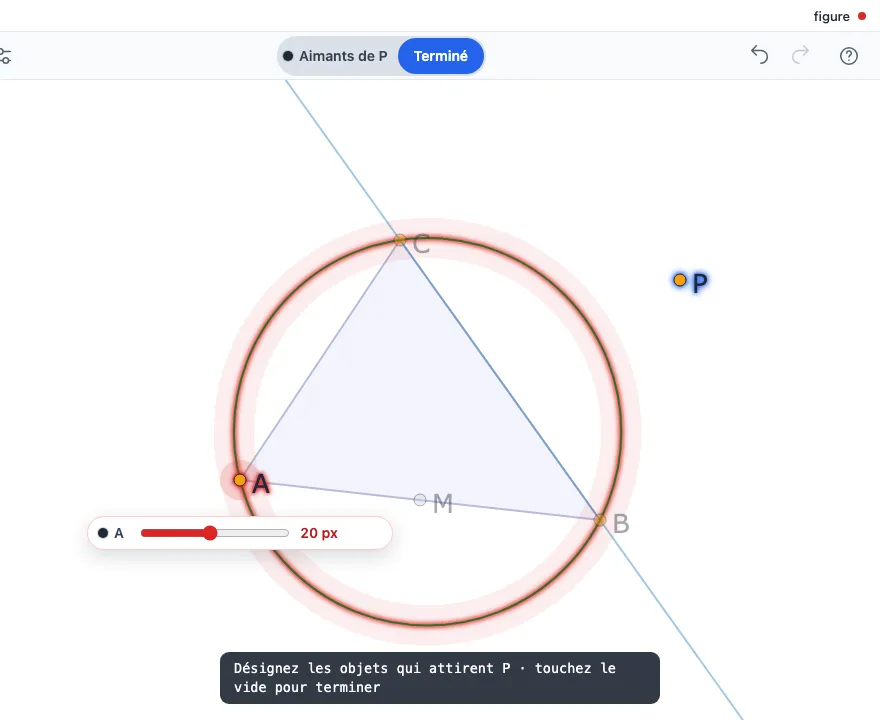 figure
Aimants de P Terminé
C
P
A
M
B
A 20 px
Désignez les objets qui attirent P · touchez le
vide pour terminer